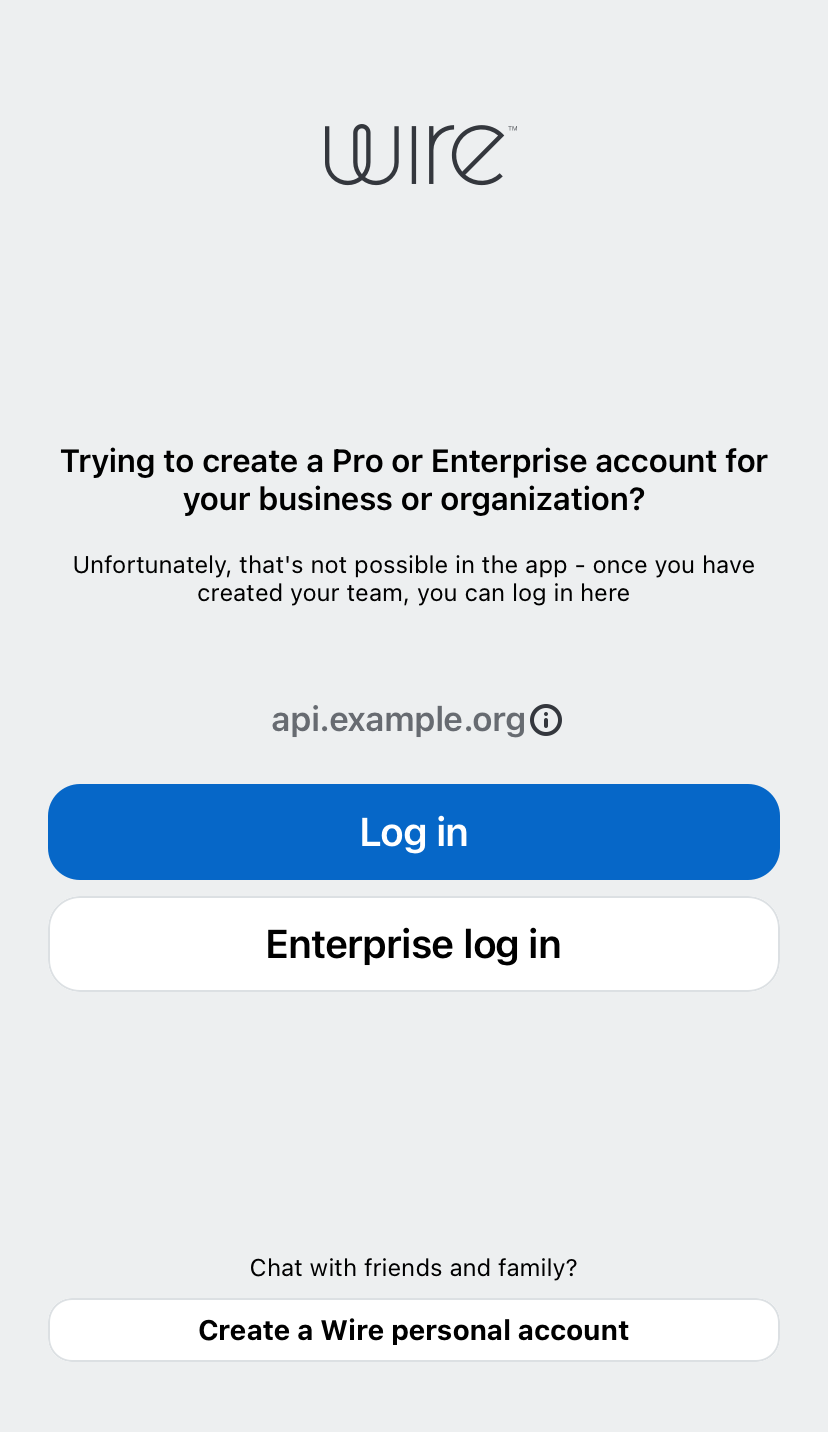 wire™
Trying to create a Pro or Enterprise account for
your business or organization?
Unfortunately, that's not possible in the app - once you have
created your team, you can log in here
api.example.org
Log in
Enterprise log in
Chat with friends and family?
Create a Wire personal account